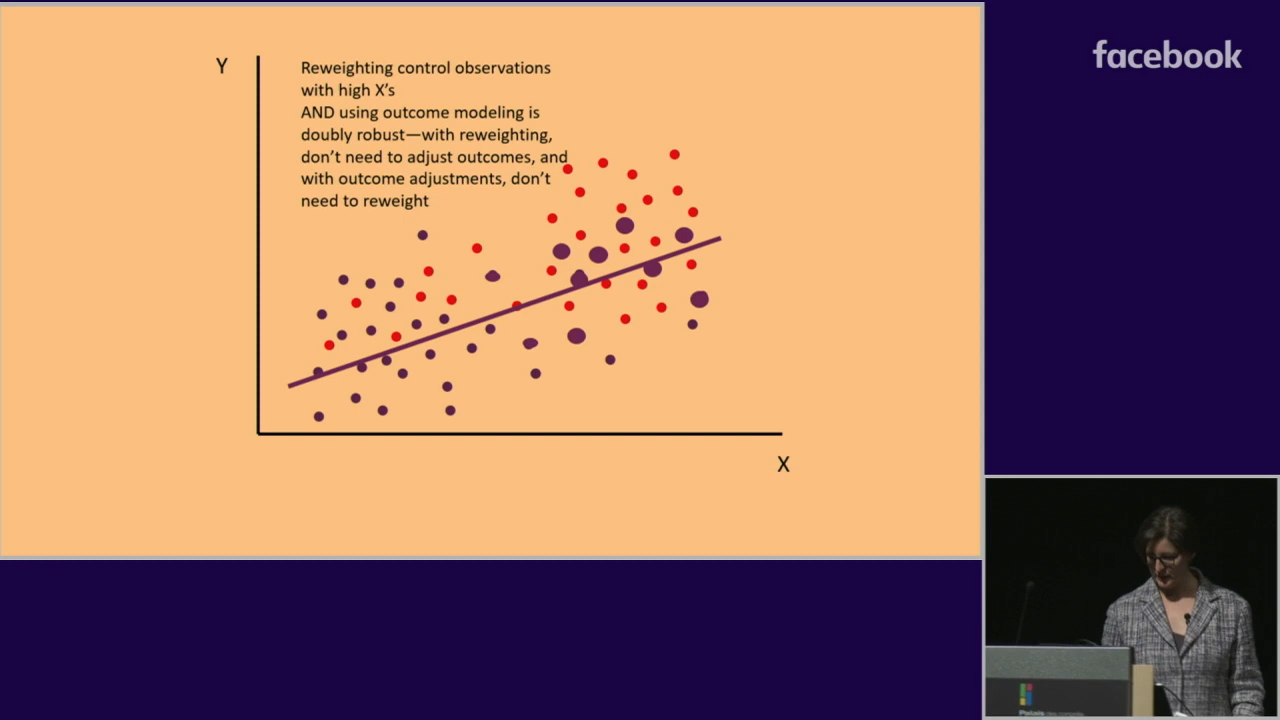 facebook
Y
Reweighting control observations
with high X's
AND using outcome modeling is
doubly robust—with reweighting,
don't need to adjust outcomes, and
with outcome adjustments, don't
need to reweight
X
Palais